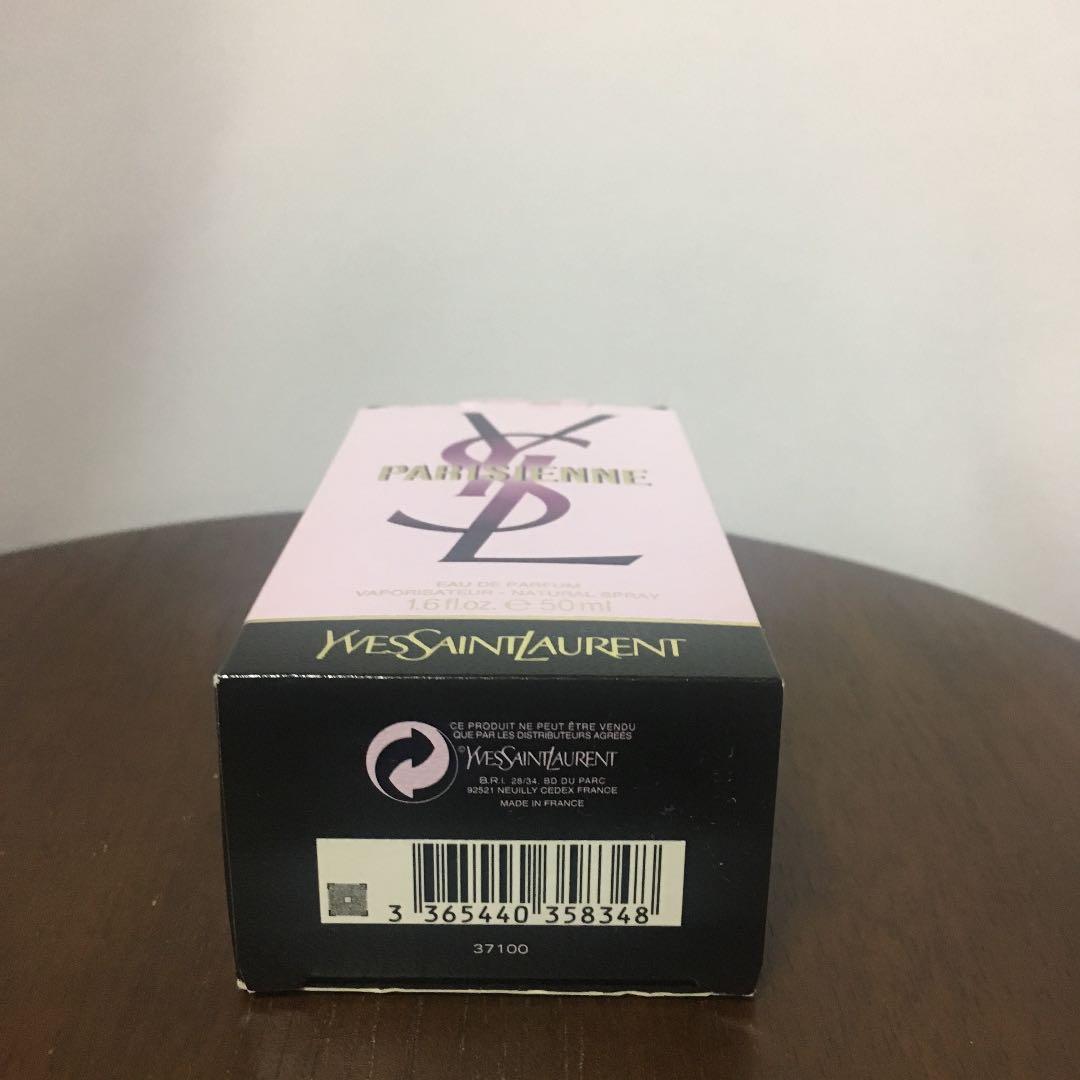 YSL
PARISIENNE
EAU DE PARFUM
VAPORISATEUR - NATURAL SPRAY
1.6 fl.oz. ℮ 50 ml
YVESSAINTLAURENT
CE PRODUIT NE PEUT ÊTRE VENDU
QUE PAR LES DISTRIBUTEURS AGRÉÉS
©YVESSAINTLAURENT
B.R.I. 28/34, BD DU PARC
92521 NEUILLY CEDEX FRANCE
MADE IN FRANCE
3 365440 358348
37100